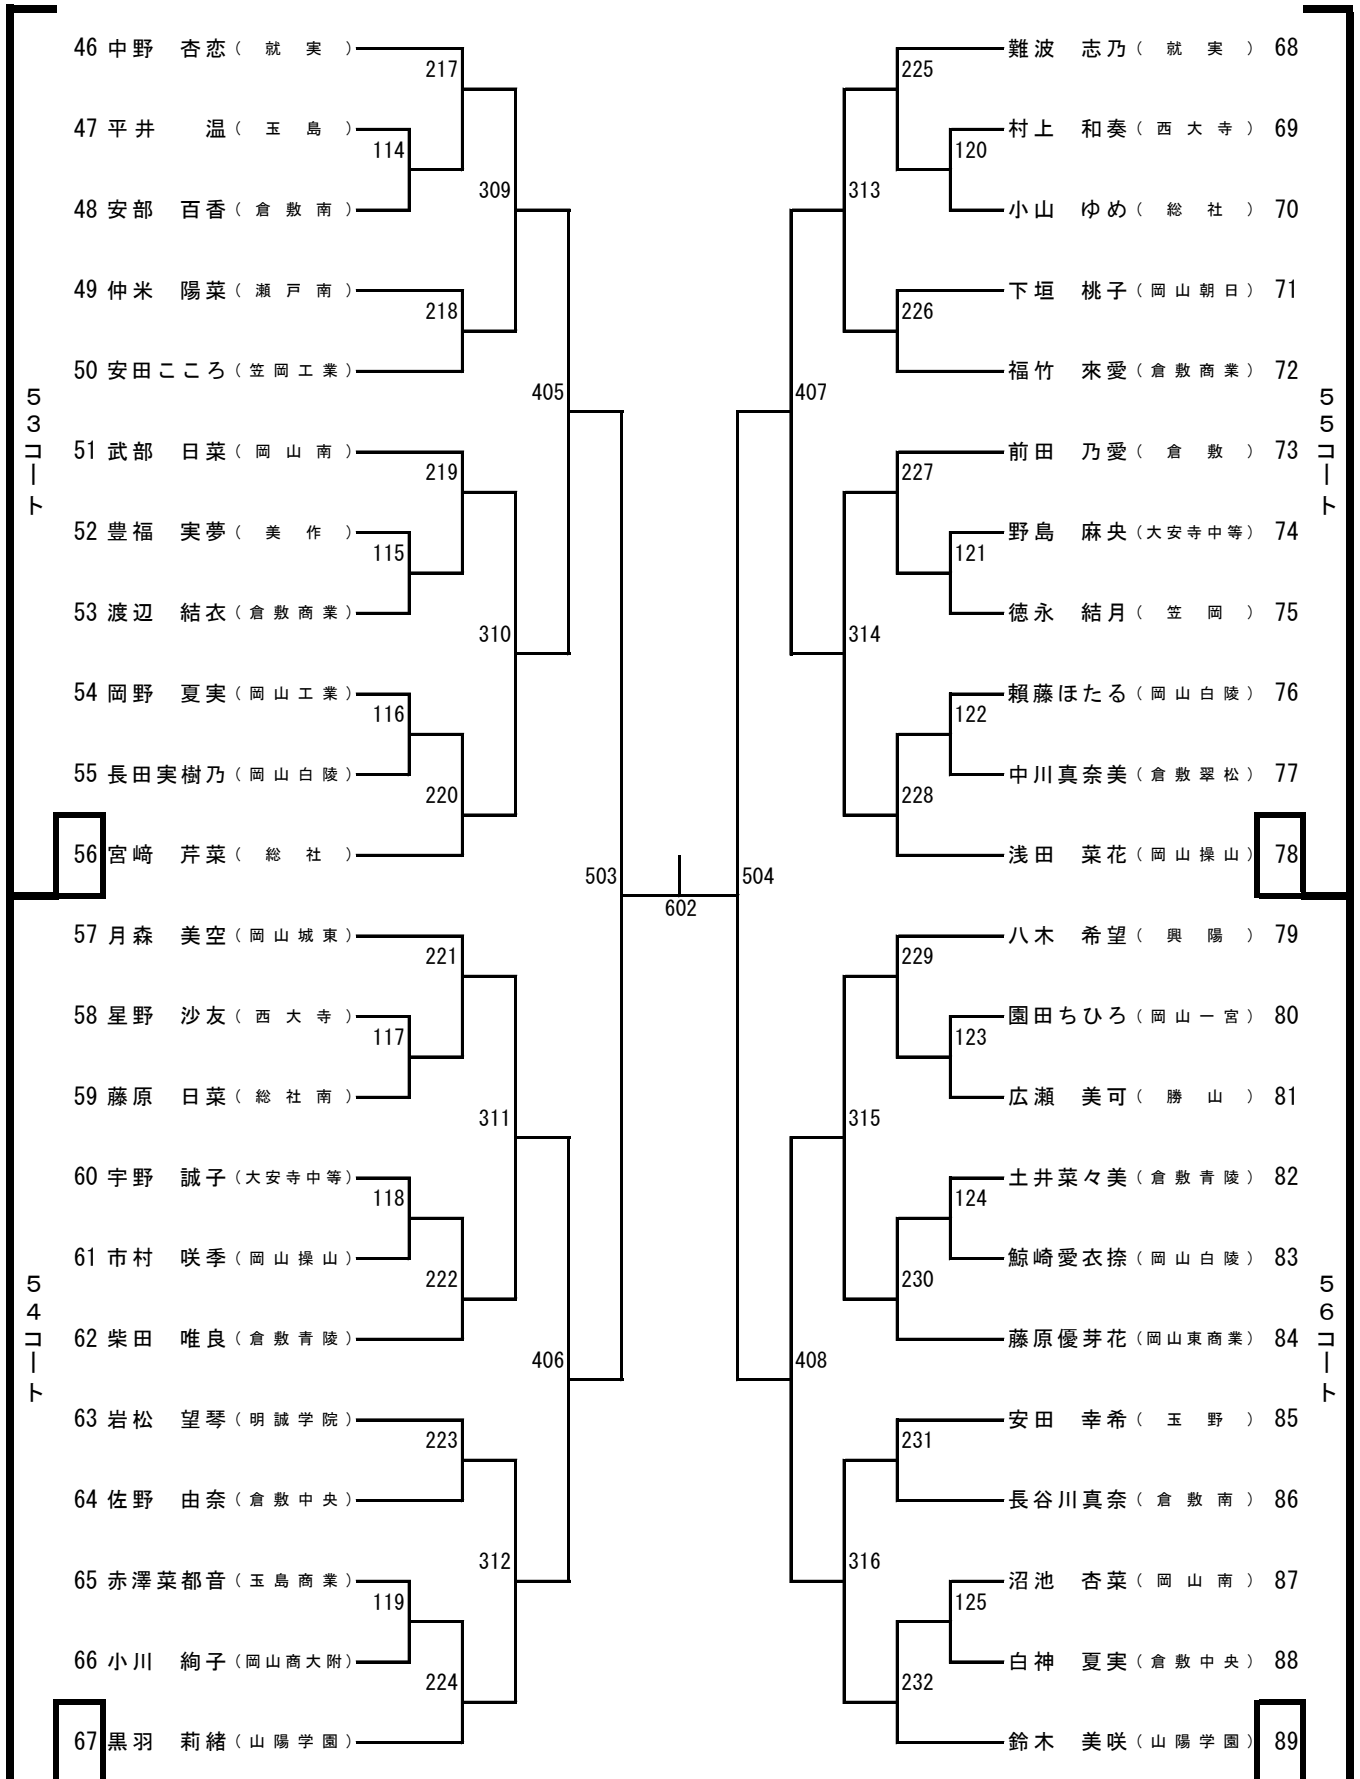 46 中野 杏恋（就実）
217
47 平井 温（玉島）
114
309
48 安部 百香（倉敷南）
49 仲米 陽菜（瀬戸南）
218
50 安田こころ（笠岡工業）
53コート
405
51 武部 日菜（岡山南）
219
52 豊福 実夢（美作）
115
53 渡辺 結衣（倉敷商業）
310
54 岡野 夏実（岡山工業）
116
55 長田実樹乃（岡山白陵）
220
56 宮﨑 芹菜（総社）
503
57 月森 美空（岡山城東）
221
58 星野 沙友（西大寺）
117
59 藤原 日菜（総社南）
311
60 宇野 誠子（大安寺中等）
118
61 市村 咲季（岡山操山）
222
54コート
62 柴田 唯良（倉敷青陵）
406
63 岩松 望琴（明誠学院）
223
64 佐野 由奈（倉敷中央）
312
65 赤澤菜都音（玉島商業）
119
66 小川 絢子（岡山商大附）
224
67 黒羽 莉緒（山陽学園）
602
難波 志乃（就実） 68
225
村上 和奏（西大寺） 69
120
313
小山 ゆめ（総社） 70
下垣 桃子（岡山朝日） 71
226
福竹 來愛（倉敷商業） 72
55コート
407
前田 乃愛（倉敷） 73
227
野島 麻央（大安寺中等） 74
121
徳永 結月（笠岡） 75
314
賴藤ほたる（岡山白陵） 76
122
中川真奈美（倉敷翠松） 77
228
浅田 菜花（岡山操山） 78
504
八木 希望（興陽） 79
229
園田ちひろ（岡山一宮） 80
123
広瀬 美可（勝山） 81
315
土井菜々美（倉敷青陵） 82
124
鯨崎愛衣捺（岡山白陵） 83
230
56コート
藤原優芽花（岡山東商業） 84
408
安田 幸希（玉野） 85
231
長谷川真奈（倉敷南） 86
316
沼池 杏菜（岡山南） 87
125
白神 夏実（倉敷中央） 88
232
鈴木 美咲（山陽学園） 89